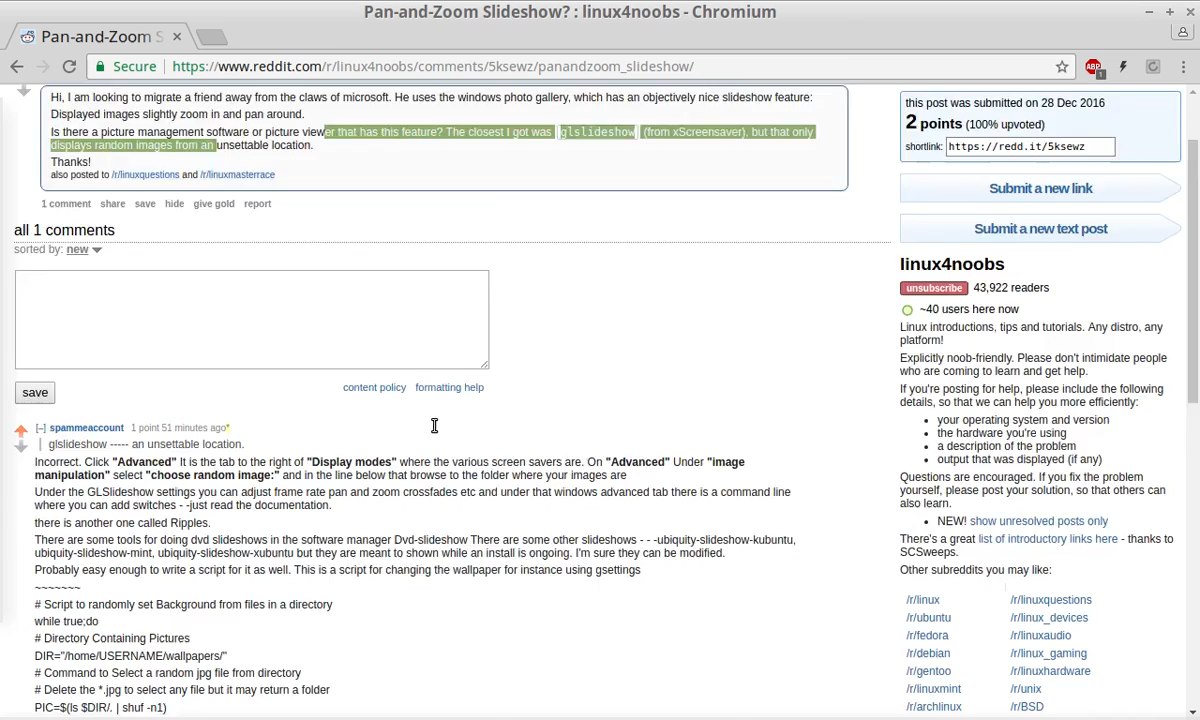 Pan-and-Zoom Slideshow? : linux4noobs - Chromium
Pan-and-Zoom S
Secure
https://www.reddit.com/r/linux4noobs/comments/5ksewz/panandzoom_slideshow/
ABP
1
Hi, I am looking to migrate a friend away from the claws of microsoft. He uses the windows photo gallery, which has an objectively nice slideshow feature:
Displayed images slightly zoom in and pan around.
Is there a picture management software or picture viewer that has this feature? The closest I got was glslideshow (from xScreensaver), but that only
displays random images from an unsettable location.
Thanks!
also posted to /r/linuxquestions and /r/linuxmasterrace
1 comment share save hide give gold report
all 1 comments
sorted by: new
save
content policy formatting help
[–] spammeaccount 1 point 51 minutes ago*
glslideshow ----- an unsettable location.
Incorrect. Click "Advanced" It is the tab to the right of "Display modes" where the various screen savers are. On "Advanced" Under "image
manipulation" select "choose random image:" and in the line below that browse to the folder where your images are
Under the GLSlideshow settings you can adjust frame rate pan and zoom crossfades etc and under that windows advanced tab there is a command line
where you can add switches - -just read the documentation.
there is another one called Ripples.
There are some tools for doing dvd slideshows in the software manager Dvd-slideshow There are some other slideshows - - -ubiquity-slideshow-kubuntu,
ubiquity-slideshow-mint, ubiquity-slideshow-xubuntu but they are meant to shown while an install is ongoing. I'm sure they can be modified.
Probably easy enough to write a script for it as well. This is a script for changing the wallpaper for instance using gsettings
~~~~~~~
# Script to randomly set Background from files in a directory
while true;do
# Directory Containing Pictures
DIR="/home/USERNAME/wallpapers/"
# Command to Select a random jpg file from directory
# Delete the *.jpg to select any file but it may return a folder
PIC=$(ls $DIR/. | shuf -n1)
this post was submitted on 28 Dec 2016
2 points (100% upvoted)
shortlink: https://redd.it/5ksewz
Submit a new link
Submit a new text post
linux4noobs
unsubscribe 43,922 readers
~40 users here now
Linux introductions, tips and tutorials. Any distro, any
platform!
Explicitly noob-friendly. Please don't intimidate people
who are coming to learn and get help.
If you're posting for help, please include the following
details, so that we can help you more efficiently:
• your operating system and version
• the hardware you're using
• a description of the problem
• output that was displayed (if any)
Questions are encouraged. If you fix the problem
yourself, please post your solution, so that others can
also learn.
• NEW! show unresolved posts only
There's a great list of introductory links here - thanks to
SCSweeps.
Other subreddits you may like:
/r/linux /r/linuxquestions
/r/ubuntu /r/linux_devices
/r/fedora /r/linuxaudio
/r/debian /r/linux_gaming
/r/gentoo /r/linuxhardware
/r/linuxmint /r/unix
/r/archlinux /r/BSD